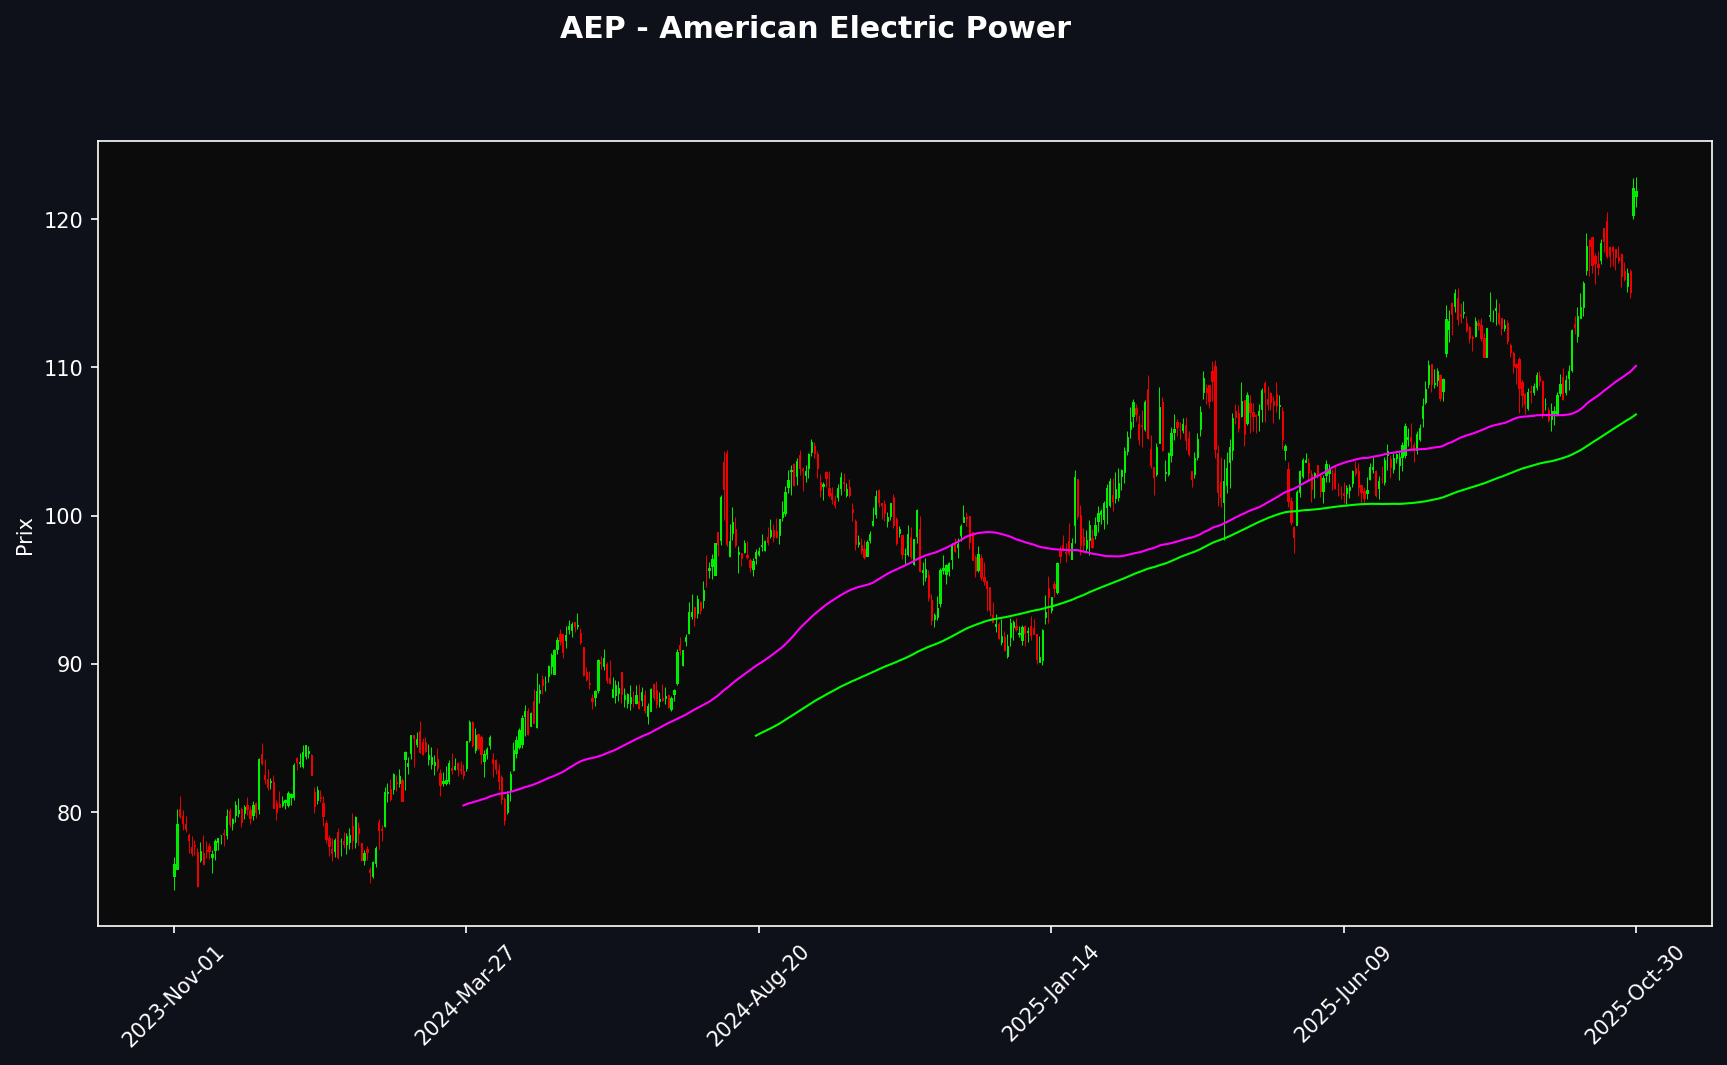 AEP - American Electric Power
Prix
120
110
100
90
80
2023-Nov-01
2024-Mar-27
2024-Aug-20
2025-Jan-14
2025-Jun-09
2025-Oct-30